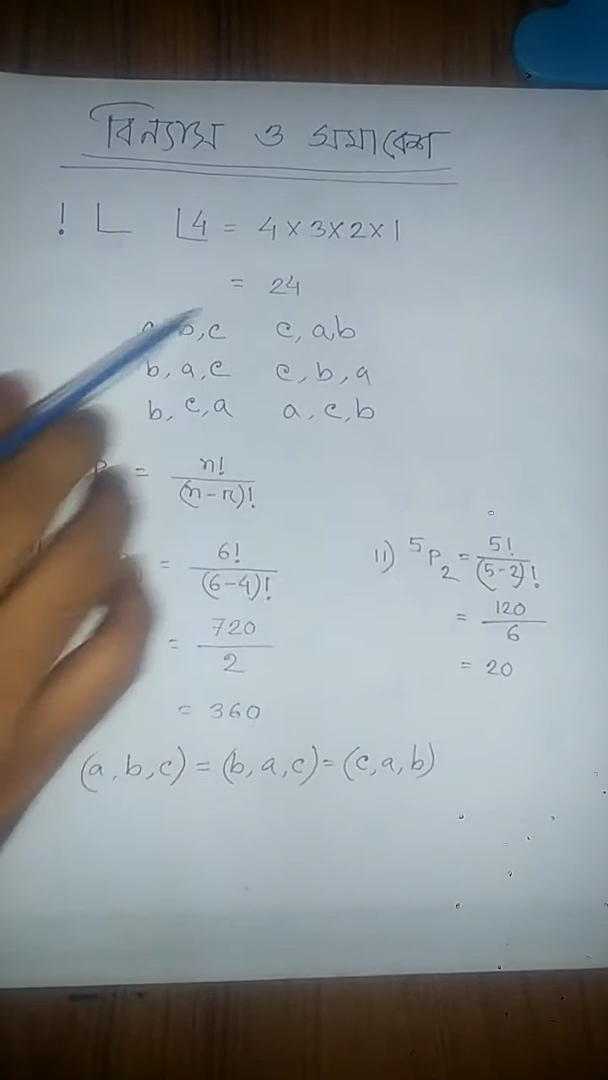 বিন্যাস ও সমাবেশ
! ∟ ∟4 = 4 × 3 × 2 × 1
= 24
b, c c, a b
b, a, c c, b, a
b, c, a a, c, b
P = n! / (n - r)!
= 6! / (6-4)! ii) ⁵P₂ = 5! / (5-2)!
= 720 / 2 = 120 / 6
= 360 = 20
(a, b, c) = (b, a, c) = (c, a, b)